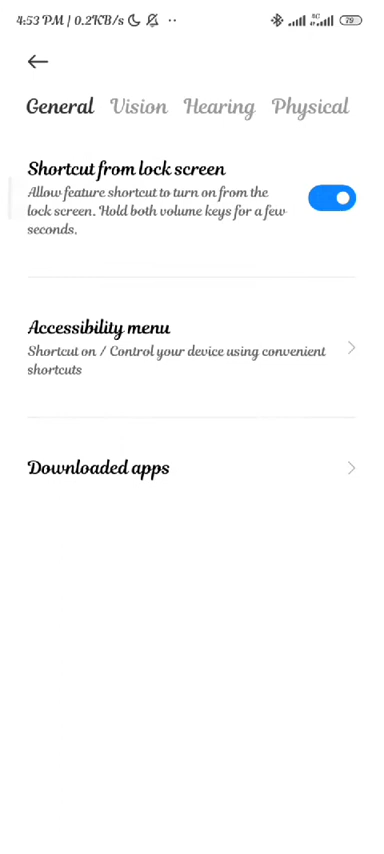 4:53 PM | 0.2KB/s
79
General Vision Hearing Physical
Shortcut from lock screen
Allow feature shortcut to turn on from the
lock screen. Hold both volume keys for a few
seconds.
Accessibility menu
Shortcut on / Control your device using convenient
shortcuts
Downloaded apps